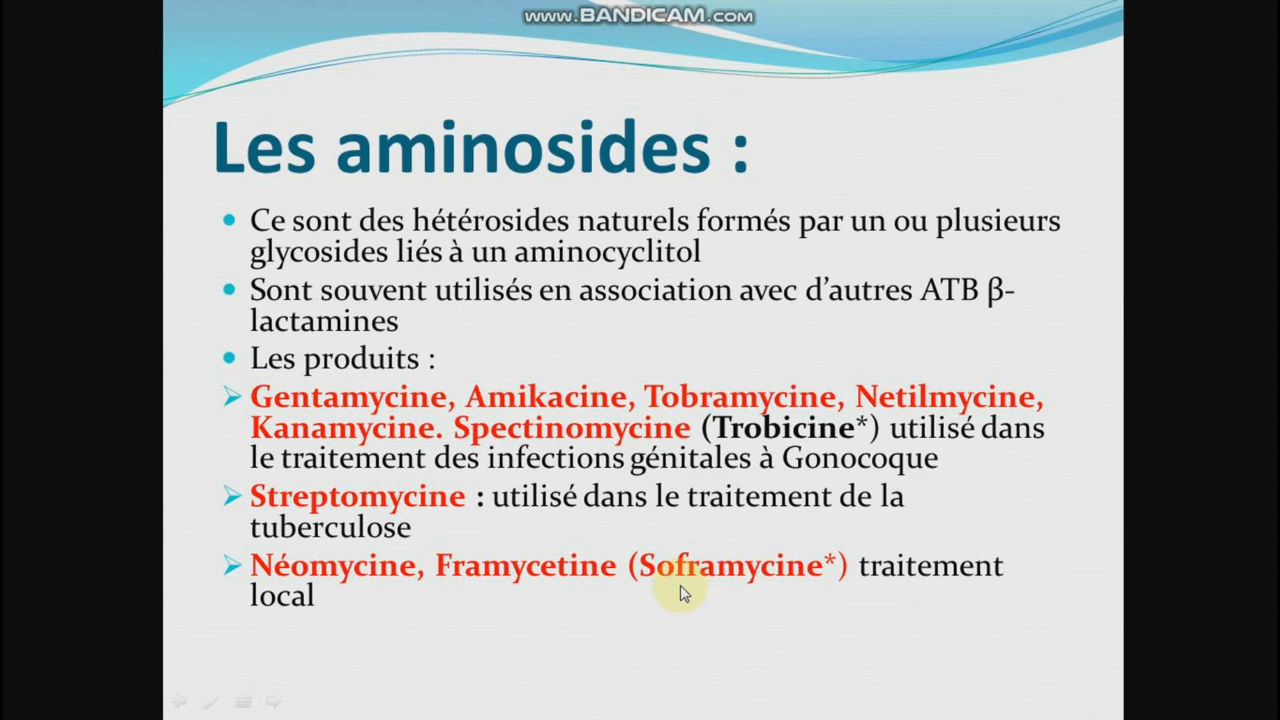 www.BANDICAM.com
Les aminosides :
• Ce sont des hétérosides naturels formés par un ou plusieurs
glycosides liés à un aminocyclitol
• Sont souvent utilisés en association avec d’autres ATB β-
lactamines
• Les produits :
➢ Gentamycine, Amikacine, Tobramycine, Netilmycine,
Kanamycine. Spectinomycine (Trobicine*) utilisé dans
le traitement des infections génitales à Gonocoque
➢ Streptomycine : utilisé dans le traitement de la
tuberculose
➢ Néomycine, Framycetine (Soframycine*) traitement
local